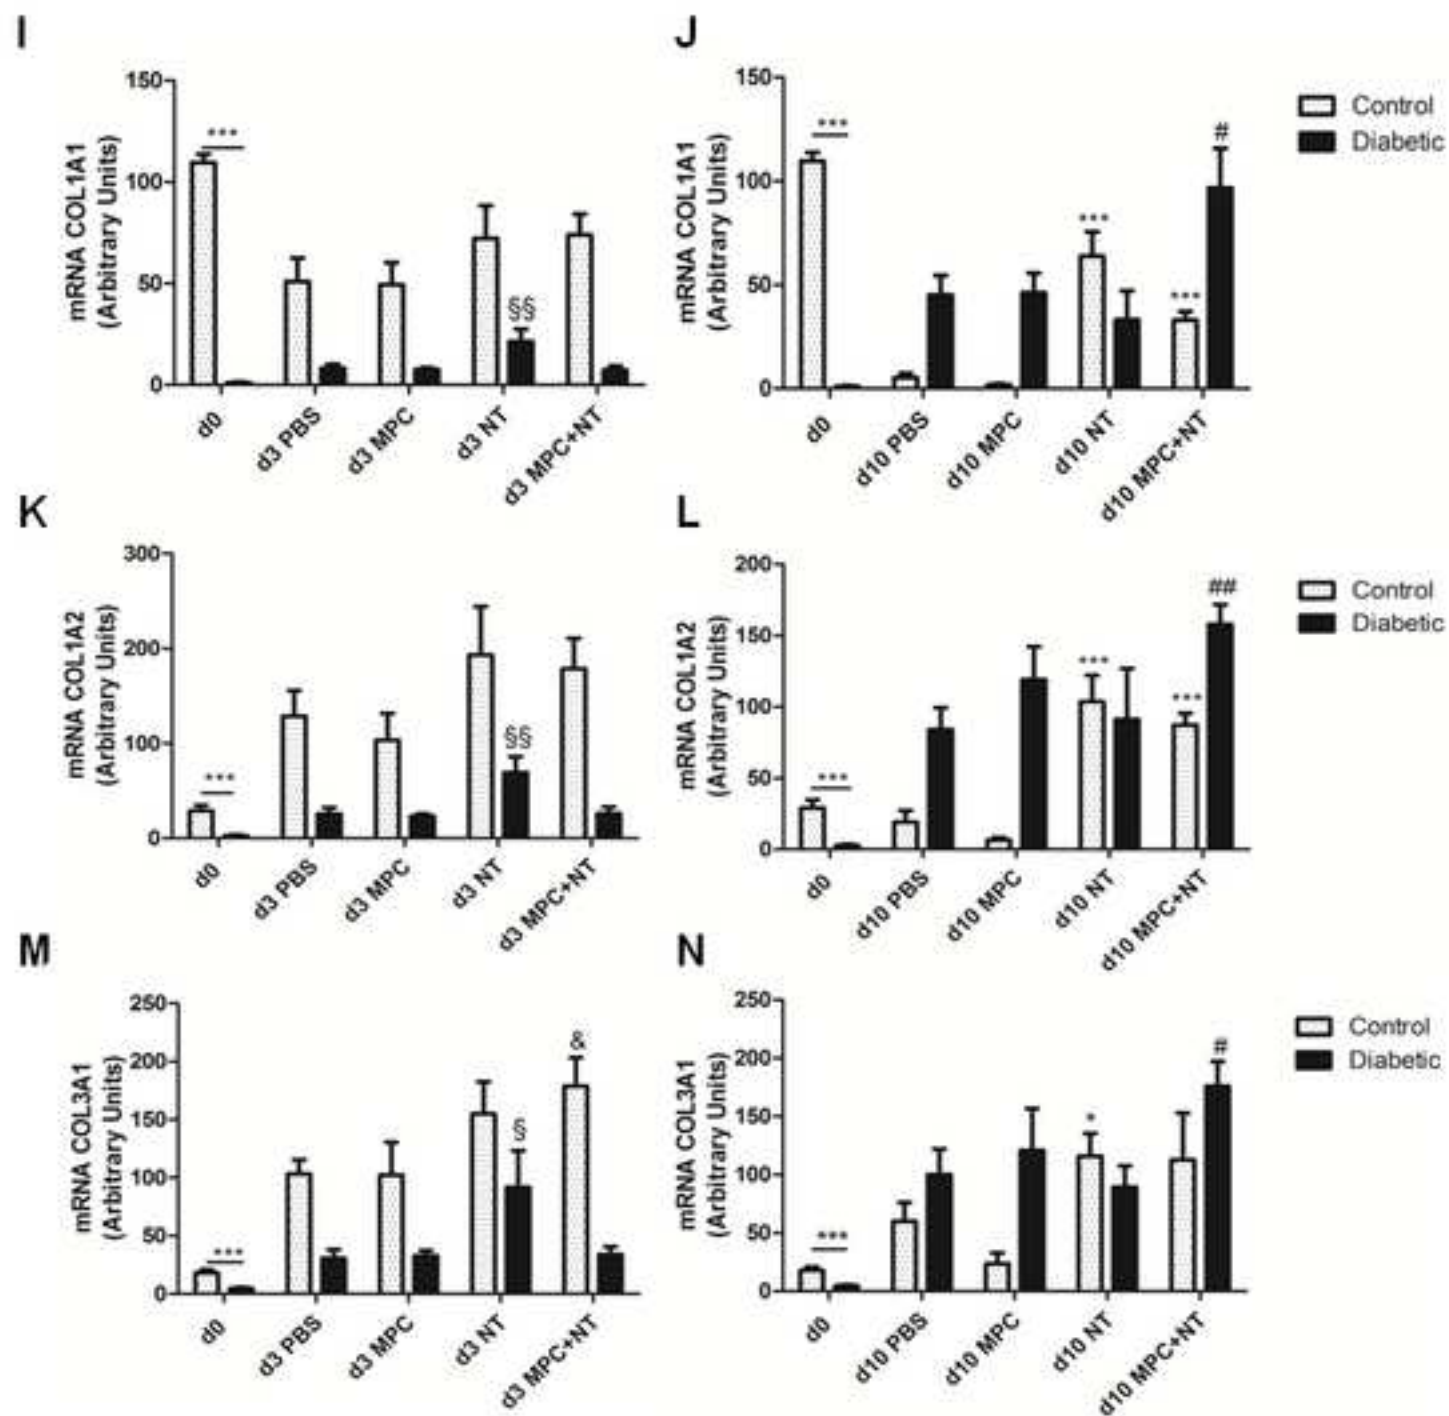 I
mRNA COL1A1
(Arbitrary Units)
150
100
50
0
***
§§
d0
d3 PBS
d3 MPC
d3 NT
d3 MPC+NT
J
mRNA COL1A1
(Arbitrary Units)
150
100
50
0
***
***
***
#
d0
d10 PBS
d10 MPC
d10 NT
d10 MPC+NT
Control
Diabetic
K
mRNA COL1A2
(Arbitrary Units)
300
200
100
0
***
§§
d0
d3 PBS
d3 MPC
d3 NT
d3 MPC+NT
L
mRNA COL1A2
(Arbitrary Units)
200
150
100
50
0
***
***
***
##
d0
d10 PBS
d10 MPC
d10 NT
d10 MPC+NT
Control
Diabetic
M
mRNA COL3A1
(Arbitrary Units)
250
200
150
100
50
0
***
§
§
d0
d3 PBS
d3 MPC
d3 NT
d3 MPC+NT
N
mRNA COL3A1
(Arbitrary Units)
250
200
150
100
50
0
***
*
#
d0
d10 PBS
d10 MPC
d10 NT
d10 MPC+NT
Control
Diabetic